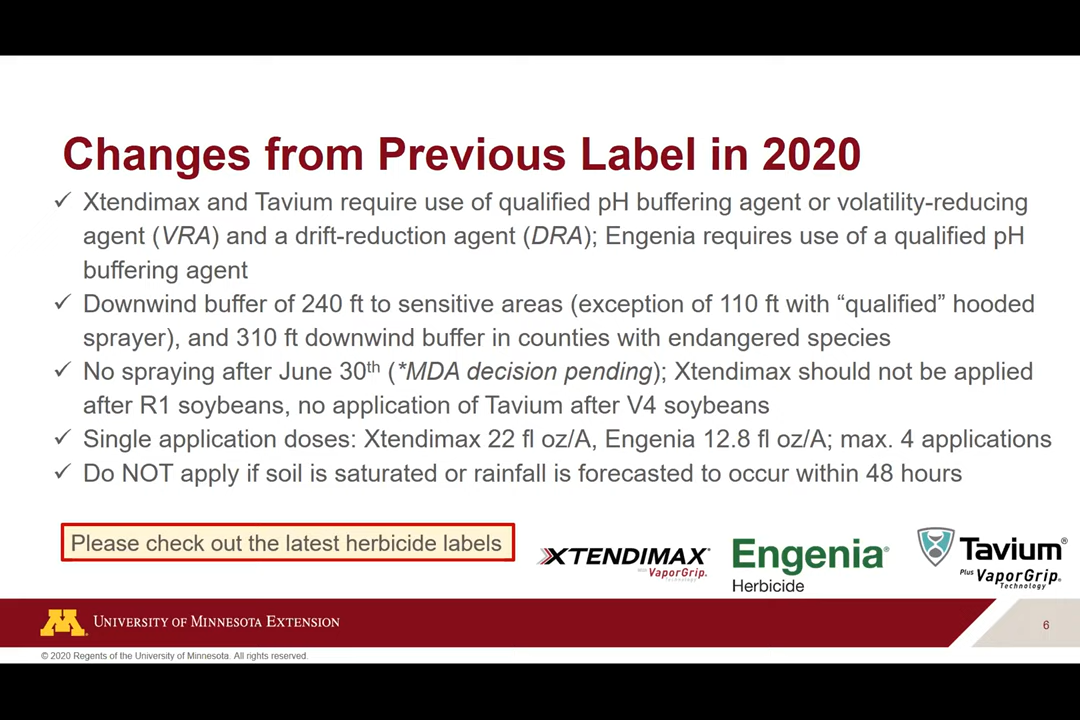 Changes from Previous Label in 2020
✓ Xtendimax and Tavium require use of qualified pH buffering agent or volatility-reducing
agent (VRA) and a drift-reduction agent (DRA); Engenia requires use of a qualified pH
buffering agent
✓ Downwind buffer of 240 ft to sensitive areas (exception of 110 ft with “qualified” hooded
sprayer), and 310 ft downwind buffer in counties with endangered species
✓ No spraying after June 30th (*MDA decision pending); Xtendimax should not be applied
after R1 soybeans, no application of Tavium after V4 soybeans
✓ Single application doses: Xtendimax 22 fl oz/A, Engenia 12.8 fl oz/A; max. 4 applications
✓ Do NOT apply if soil is saturated or rainfall is forecasted to occur within 48 hours
Please check out the latest herbicide labels
XTENDIMAX®
VaporGrip.
Technology
Engenia®
Herbicide
Tavium®
Plus VaporGrip®
Technology
M
UNIVERSITY OF MINNESOTA EXTENSION
6
© 2020 Regents of the University of Minnesota. All rights reserved.